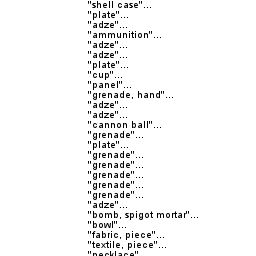 "shell case"...
"plate"...
"adze"...
"ammunition"...
"adze"...
"adze"...
"plate"...
"cup"...
"panel"...
"grenade, hand"...
"adze"...
"adze"...
"cannon ball"...
"grenade"...
"plate"...
"grenade"...
"grenade"...
"grenade"...
"grenade"...
"grenade"...
"adze"...
"bomb, spigot mortar"...
"bowl"...
"fabric, piece"...
"textile, piece"...
"necklace"...